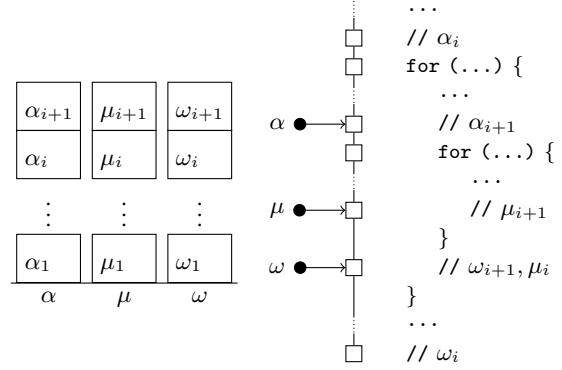 α_{i+1} μ_{i+1} ω_{i+1}
α_i μ_i ω_i
⋮ ⋮ ⋮
α_1 μ_1 ω_1
α μ ω
α
μ
ω
...
// α_i
for (...) {
...
// α_{i+1}
for (...) {
...
// μ_{i+1}
}
// ω_{i+1}, μ_i
}
...
// ω_i